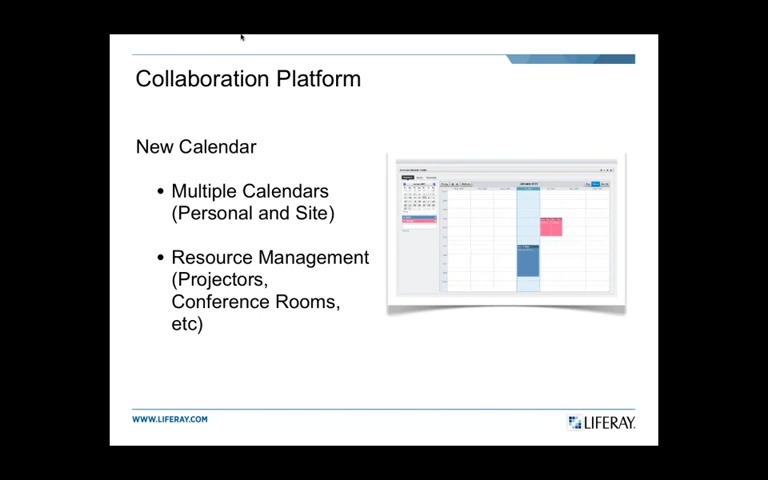 Collaboration Platform
New Calendar
• Multiple Calendars
(Personal and Site)
• Resource Management
(Projectors,
Conference Rooms,
etc)
WWW.LIFERAY.COM
LIFERAY.